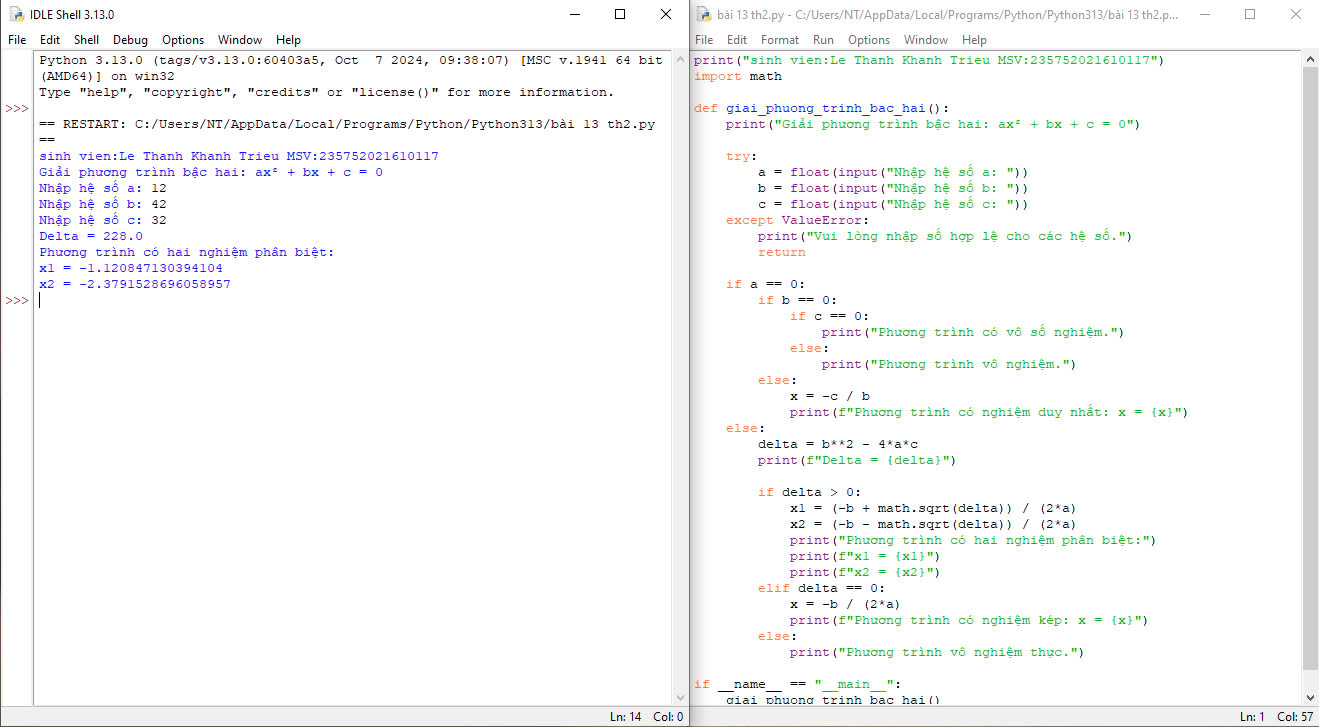 IDLE Shell 3.13.0
File Edit Shell Debug Options Window Help
Python 3.13.0 (tags/v3.13.0:60403a5, Oct  7 2024, 09:38:07) [MSC v.1941 64 bit
(AMD64)] on win32
Type "help", "copyright", "credits" or "license()" for more information.
>>>
== RESTART: C:/Users/NT/AppData/Local/Programs/Python/Python313/bài 13 th2.py
==
sinh vien:Le Thanh Khanh Trieu MSV:235752021610117
Giải phương trình bậc hai: ax² + bx + c = 0
Nhập hệ số a: 12
Nhập hệ số b: 42
Nhập hệ số c: 32
Delta = 228.0
Phương trình có hai nghiệm phân biệt:
x1 = -1.120847130394104
x2 = -2.3791528696058957
>>>
Ln: 14 Col: 0
bài 13 th2.py - C:/Users/NT/AppData/Local/Programs/Python/Python313/bài 13 th2.p...
File Edit Format Run Options Window Help
print("sinh vien:Le Thanh Khanh Trieu MSV:235752021610117")
import math

def giai_phuong_trinh_bac_hai():
    print("Giải phương trình bậc hai: ax² + bx + c = 0")

    try:
        a = float(input("Nhập hệ số a: "))
        b = float(input("Nhập hệ số b: "))
        c = float(input("Nhập hệ số c: "))
    except ValueError:
        print("Vui lòng nhập số hợp lệ cho các hệ số.")
        return

    if a == 0:
        if b == 0:
            if c == 0:
                print("Phương trình có vô số nghiệm.")
            else:
                print("Phương trình vô nghiệm.")
        else:
            x = -c / b
            print(f"Phương trình có nghiệm duy nhất: x = {x}")
    else:
        delta = b**2 - 4*a*c
        print(f"Delta = {delta}")

        if delta > 0:
            x1 = (-b + math.sqrt(delta)) / (2*a)
            x2 = (-b - math.sqrt(delta)) / (2*a)
            print("Phương trình có hai nghiệm phân biệt:")
            print(f"x1 = {x1}")
            print(f"x2 = {x2}")
        elif delta == 0:
            x = -b / (2*a)
            print(f"Phương trình có nghiệm kép: x = {x}")
        else:
            print("Phương trình vô nghiệm thực.")

if __name__ == "__main__":
    giai_phuong_trinh_bac_hai()
Ln: 1 Col: 57